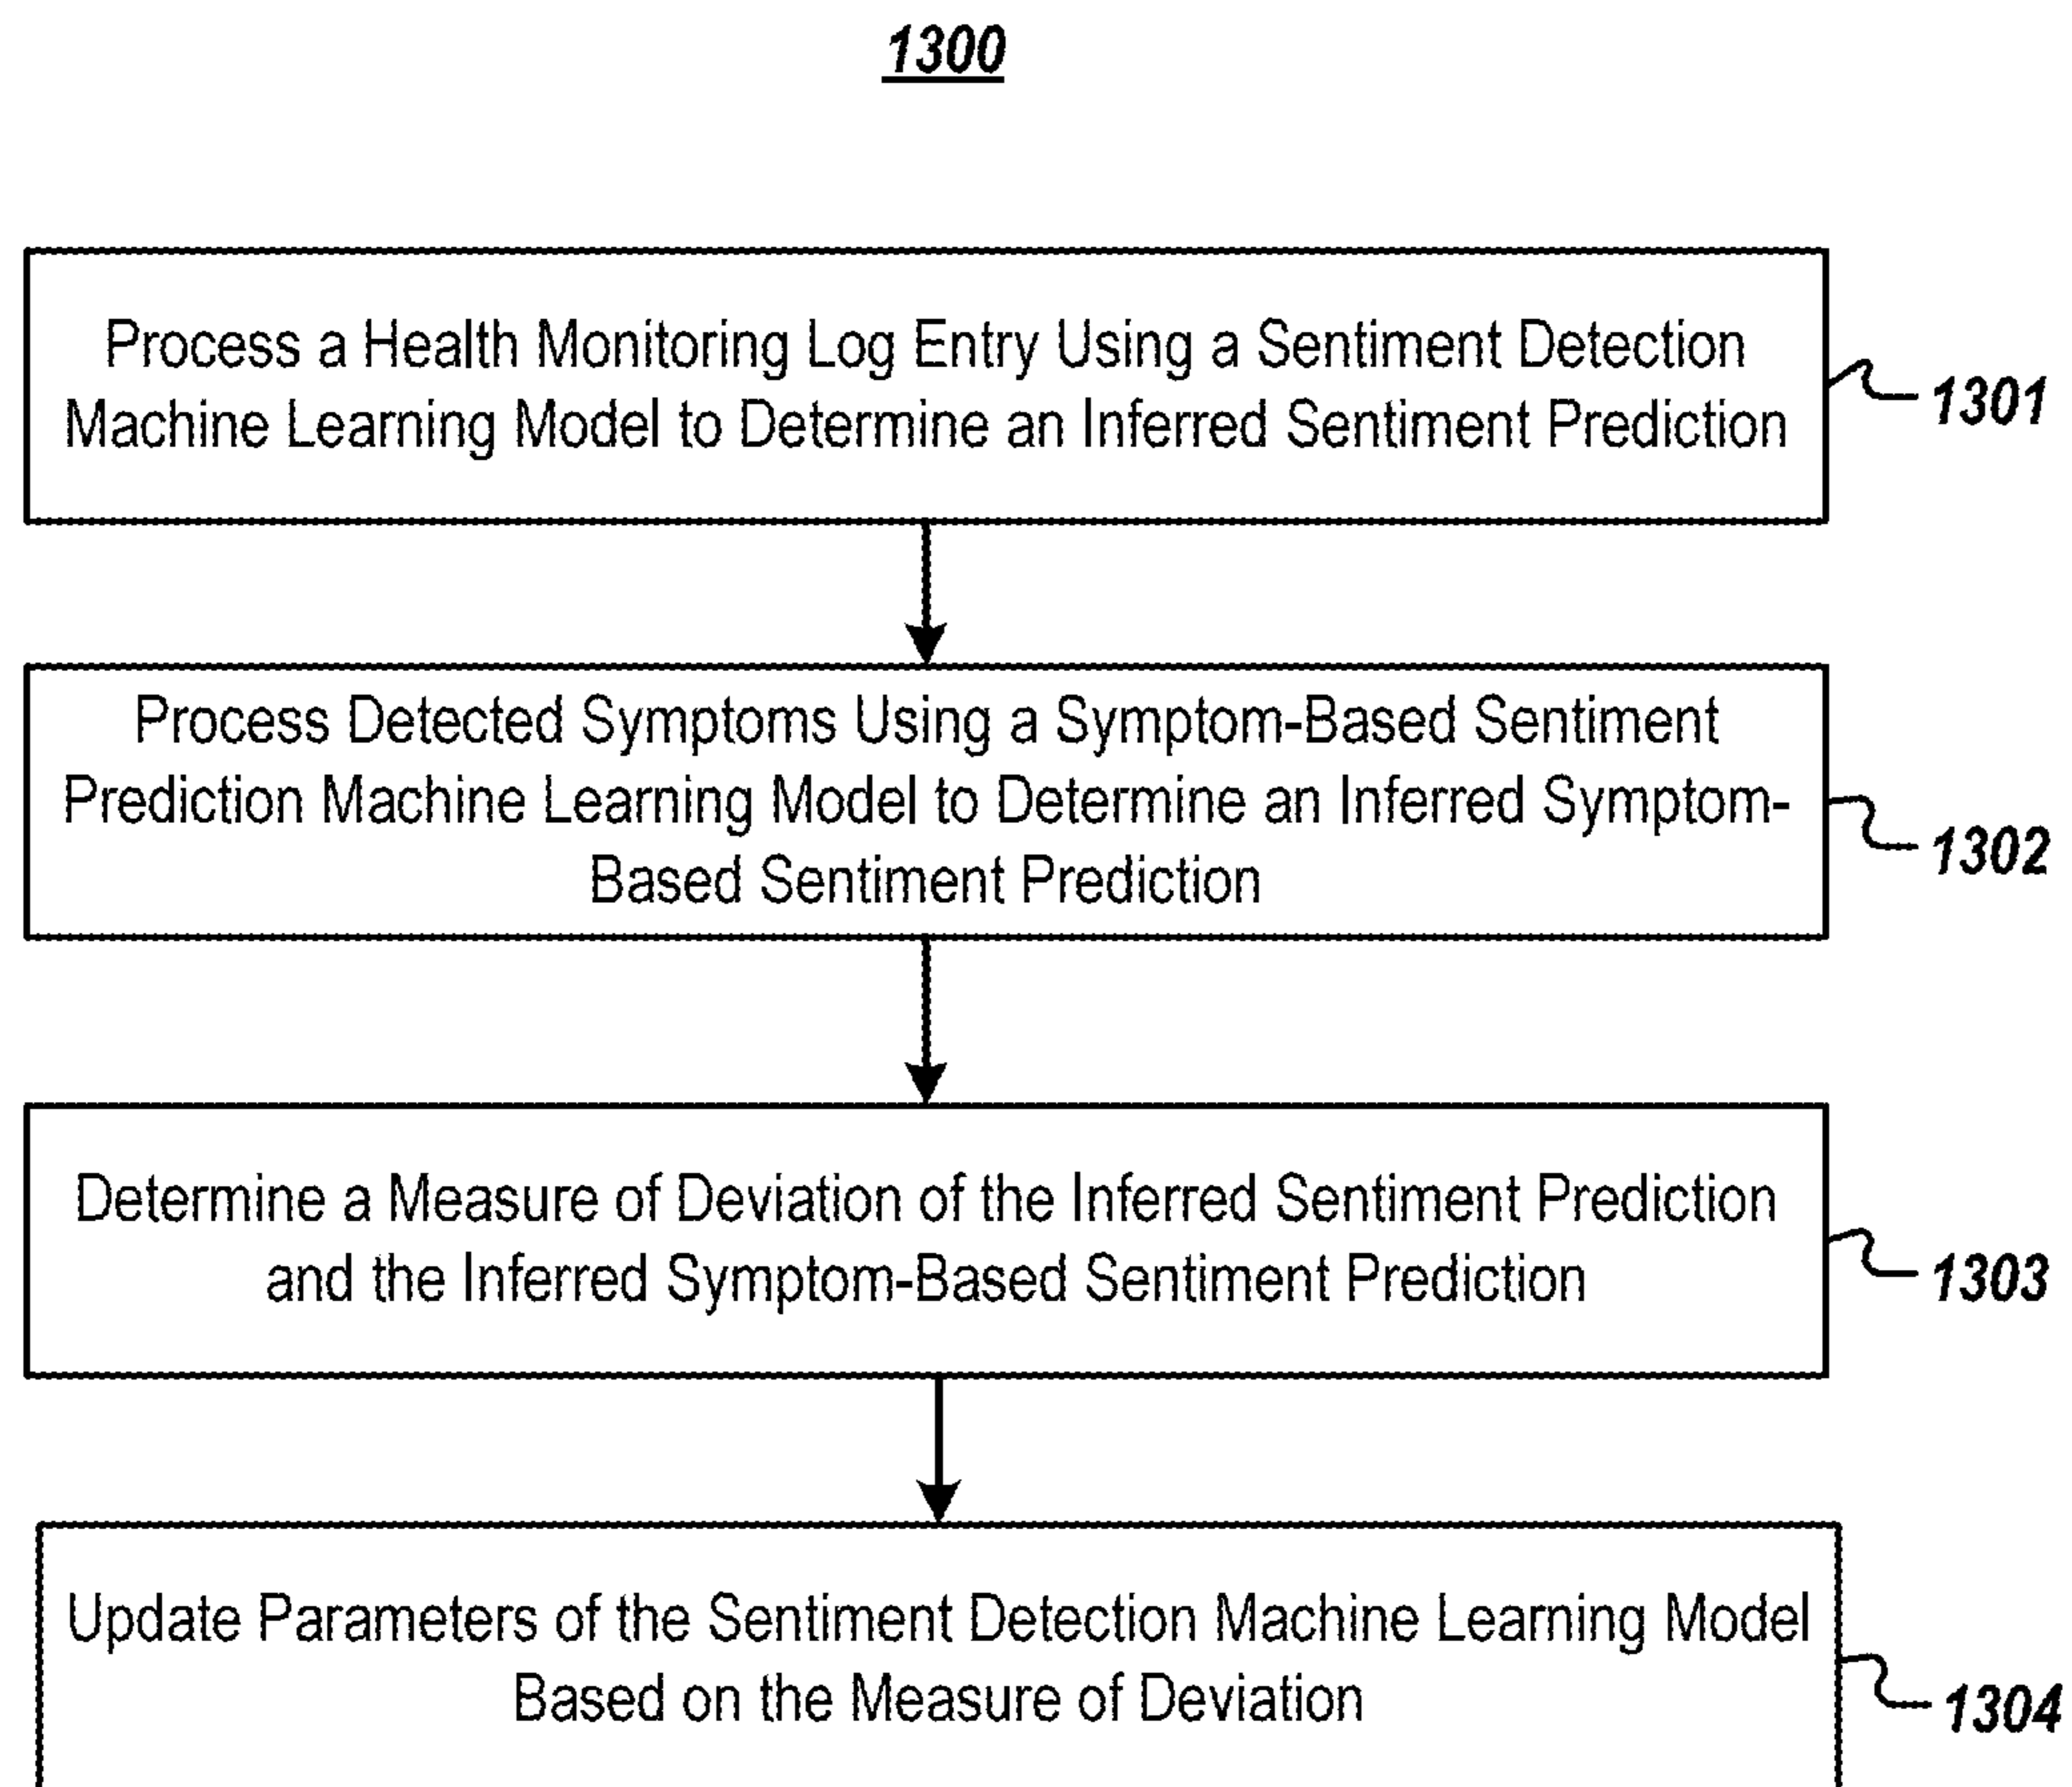 1300
Process a Health Monitoring Log Entry Using a Sentiment Detection
Machine Learning Model to Determine an Inferred Sentiment Prediction
1301
Process Detected Symptoms Using a Symptom-Based Sentiment
Prediction Machine Learning Model to Determine an Inferred Symptom-
Based Sentiment Prediction
1302
Determine a Measure of Deviation of the Inferred Sentiment Prediction
and the Inferred Symptom-Based Sentiment Prediction
1303
Update Parameters of the Sentiment Detection Machine Learning Model
Based on the Measure of Deviation
1304